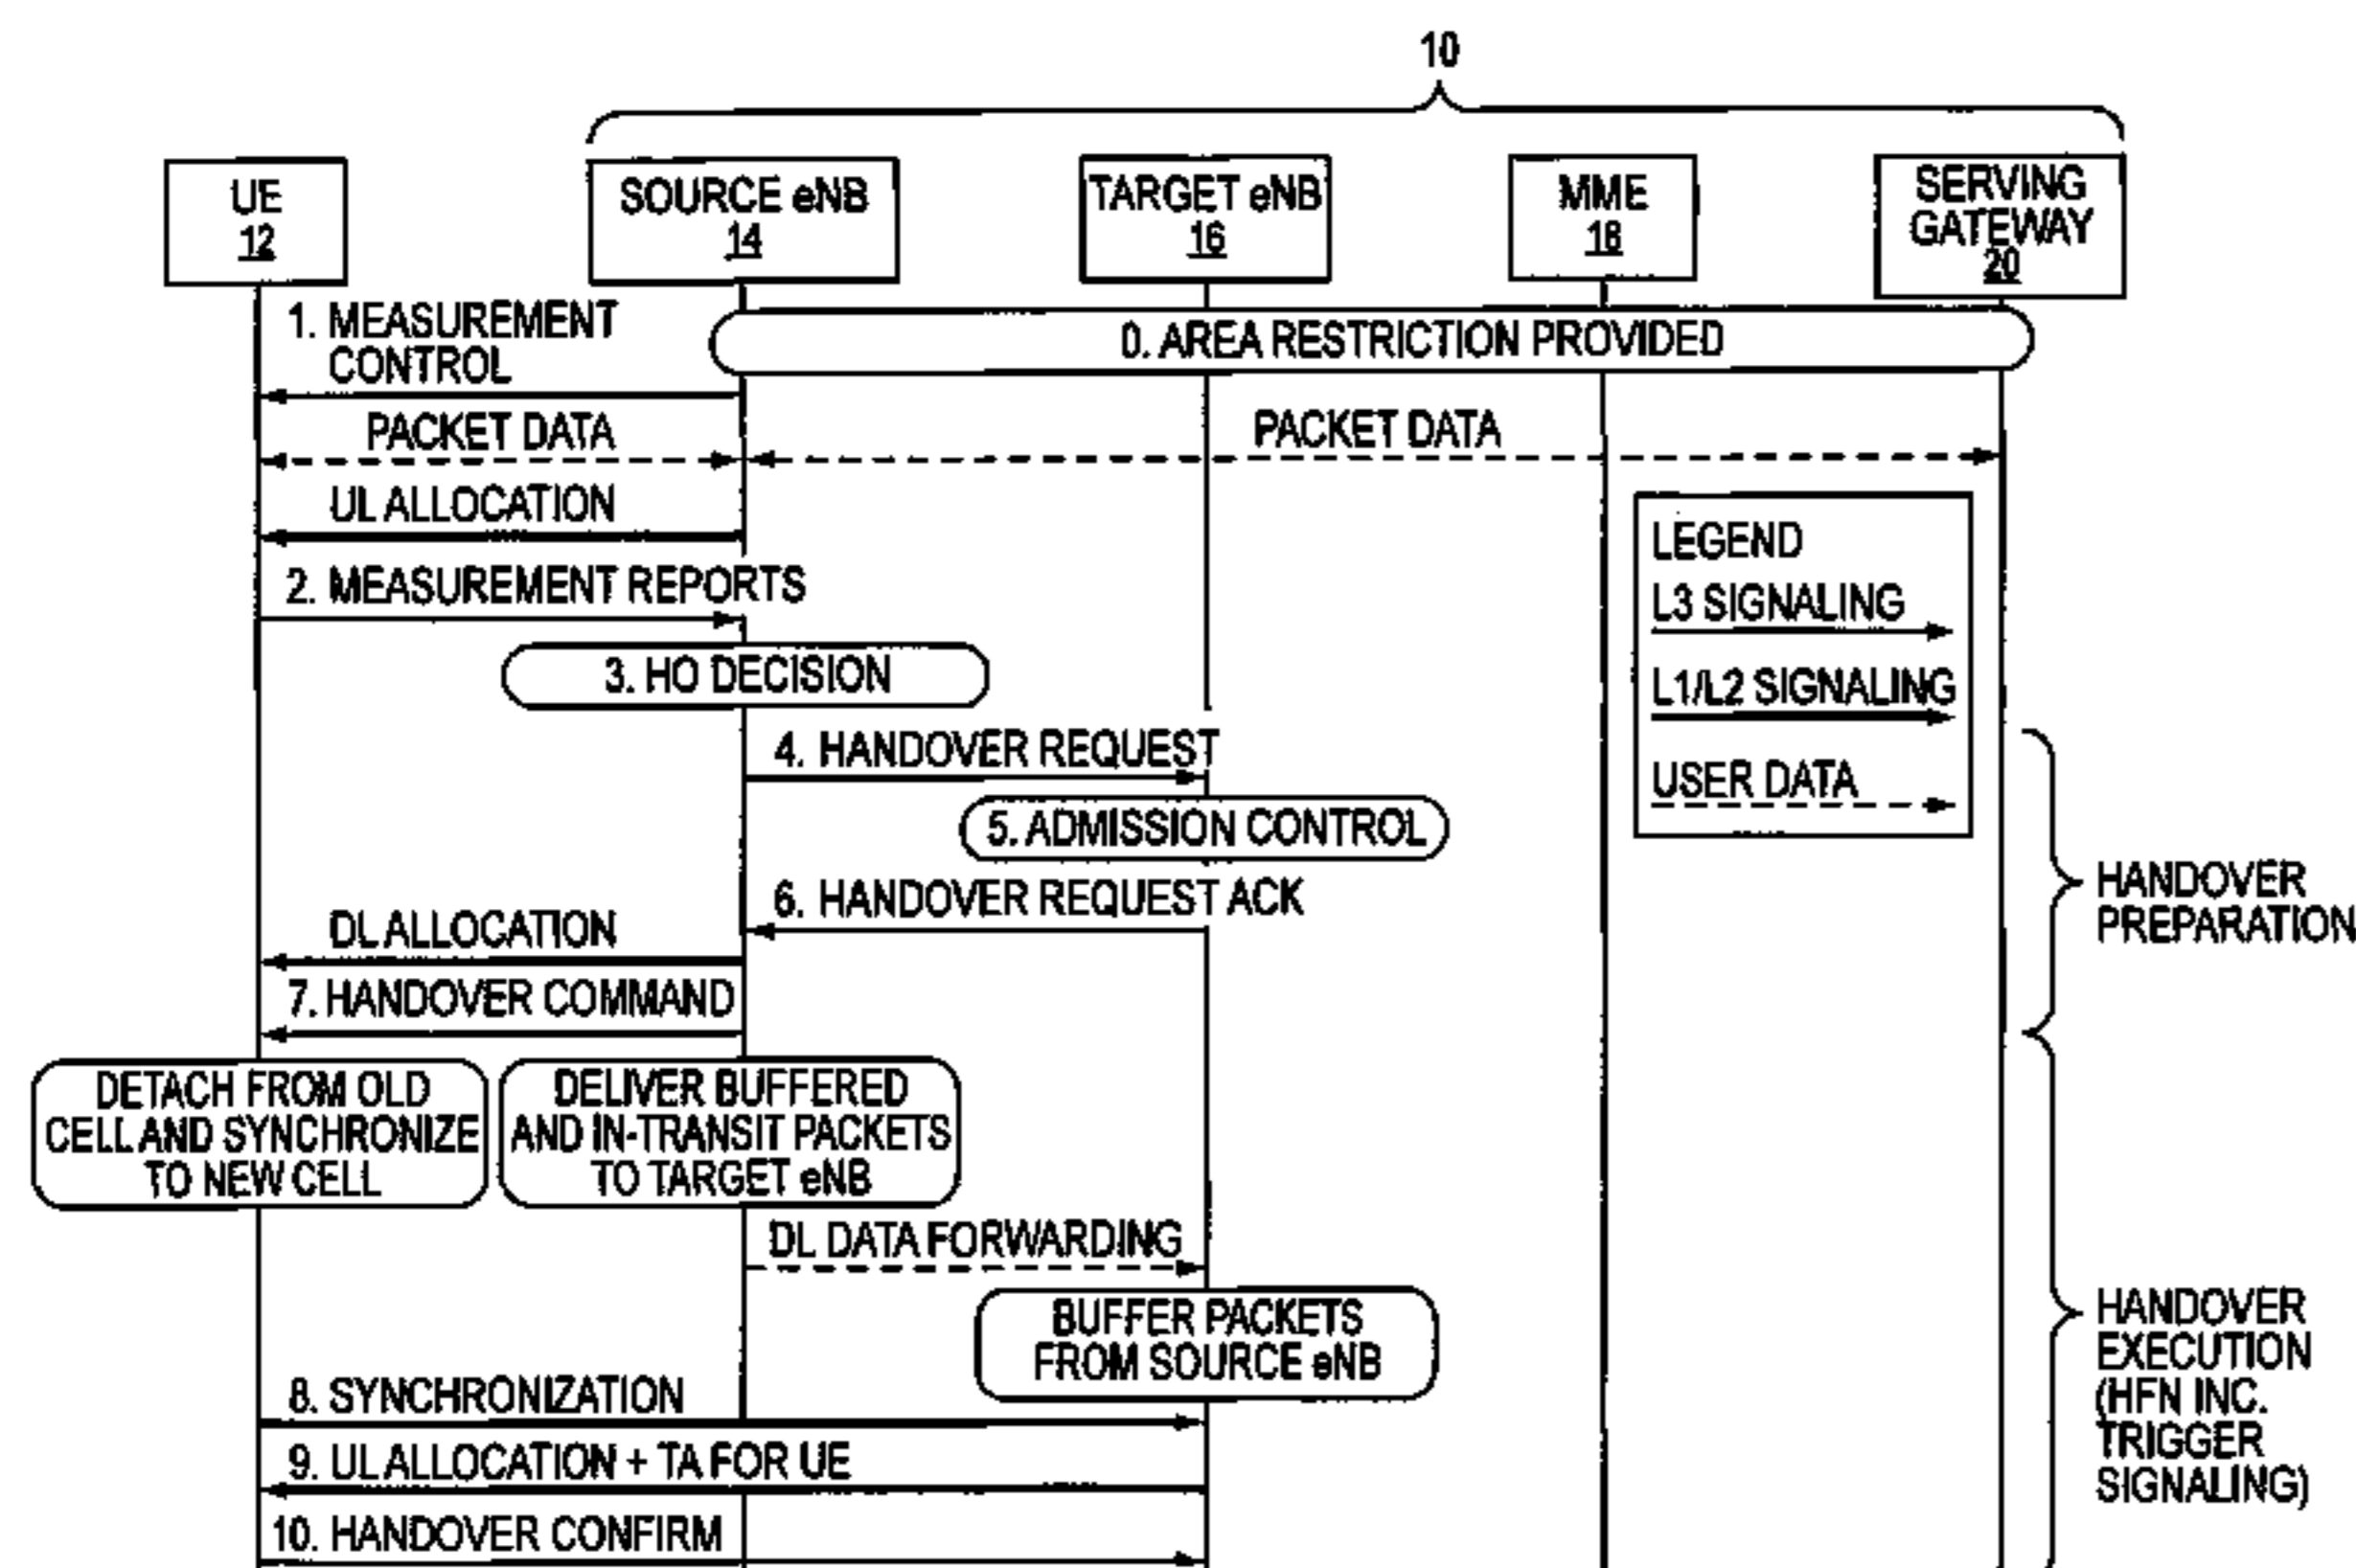 10
UE
12
SOURCE eNB
14
TARGET eNB
16
MME
18
SERVING
GATEWAY
20
1. MEASUREMENT
CONTROL
0. AREA RESTRICTION PROVIDED
PACKET DATA
PACKET DATA
UL ALLOCATION
LEGEND
L3 SIGNALING
L1/L2 SIGNALING
USER DATA
2. MEASUREMENT REPORTS
3. HO DECISION
4. HANDOVER REQUEST
5. ADMISSION CONTROL
6. HANDOVER REQUEST ACK
HANDOVER
PREPARATION
DL ALLOCATION
7. HANDOVER COMMAND
DETACH FROM OLD
CELL AND SYNCHRONIZE
TO NEW CELL
DELIVER BUFFERED
AND IN-TRANSIT PACKETS
TO TARGET eNB
DL DATA FORWARDING
BUFFER PACKETS
FROM SOURCE eNB
HANDOVER
EXECUTION
(HFN INC.
TRIGGER
SIGNALING)
8. SYNCHRONIZATION
9. UL ALLOCATION + TA FOR UE
10. HANDOVER CONFIRM